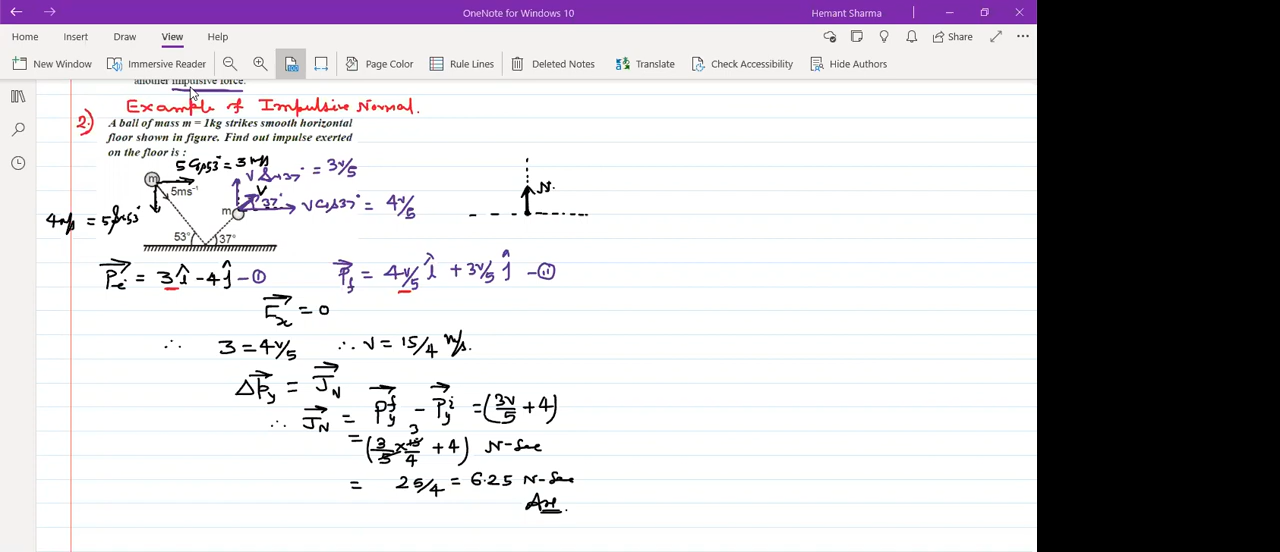 OneNote for Windows 10
Hemant Sharma
Home Insert Draw View Help
Share
New Window Immersive Reader Page Color Rule Lines Deleted Notes Translate Check Accessibility Hide Authors
another impulsive force.
Example of Impulsive Normal.
2) A ball of mass m = 1kg strikes smooth horizontal
floor shown in figure. Find out impulse exerted
on the floor is :
5 Cos53° = 3 m/s
V Sin37° = 3V/5
m 5ms⁻¹ V N.
m 37° V Cos37° = 4V/5
4m/s = 5Sin53°
53° 37°
P⃗i = 3î - 4ĵ -① P⃗f = 4V/5 î + 3V/5 ĵ -⑪
F⃗x = 0
∴ 3 = 4V/5 ∴ V = 15/4 m/s.
Δp⃗y = J⃗N
∴ J⃗N = P⃗yf - P⃗yi = (3V/5 + 4)
= (3/5 × 15/4 + 4) N-Sec
= 25/4 = 6.25 N-Sec
Ans.